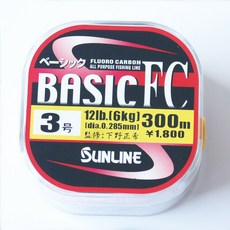 ベーシック FLUORO CARBON
ALL PURPOSE FISHING LINE
BASIC FC
3号 12lb.(6kg) 300m
(dia.0.285mm) ¥1,800
監修:下野正希
SUNLINE